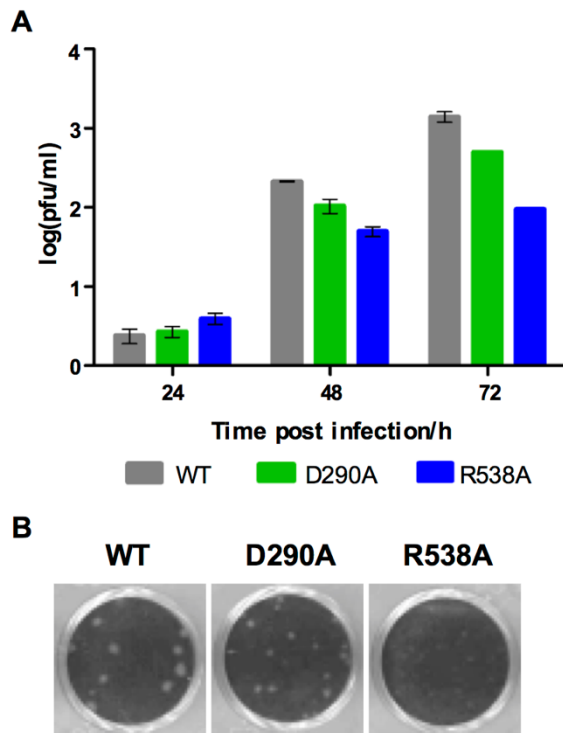 A
4
3
2
1
0
log(pfu/ml)
24 48 72
Time post infection/h
WT D290A R538A
B
WT D290A R538A